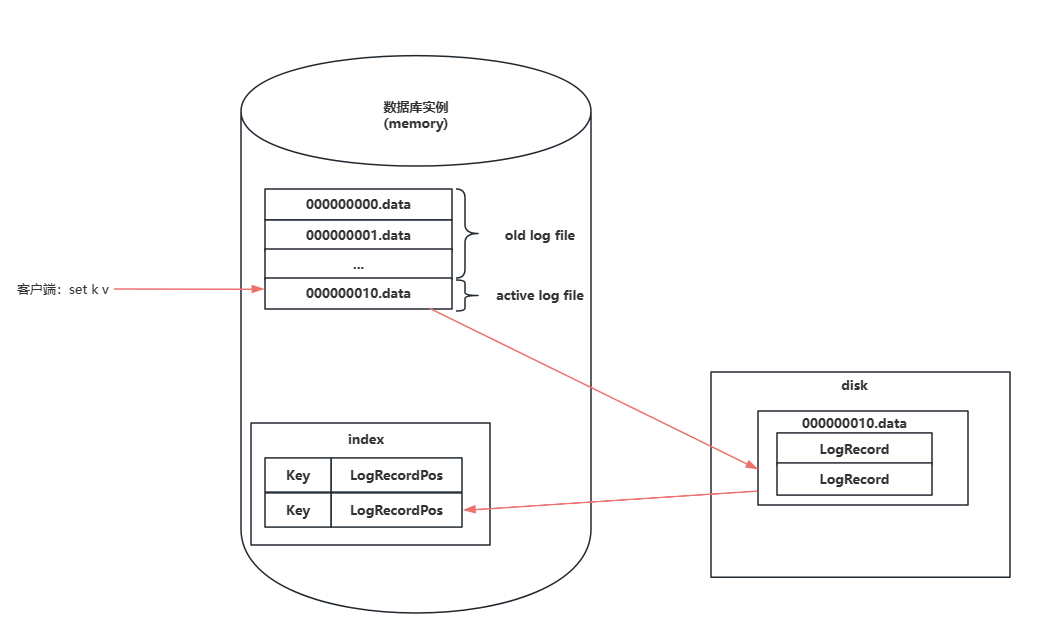 数据库实例
(memory)
000000000.data
000000001.data
...
old log file
客户端：set k v
000000010.data
active log file
disk
000000010.data
LogRecord
LogRecord
index
Key
LogRecordPos
Key
LogRecordPos